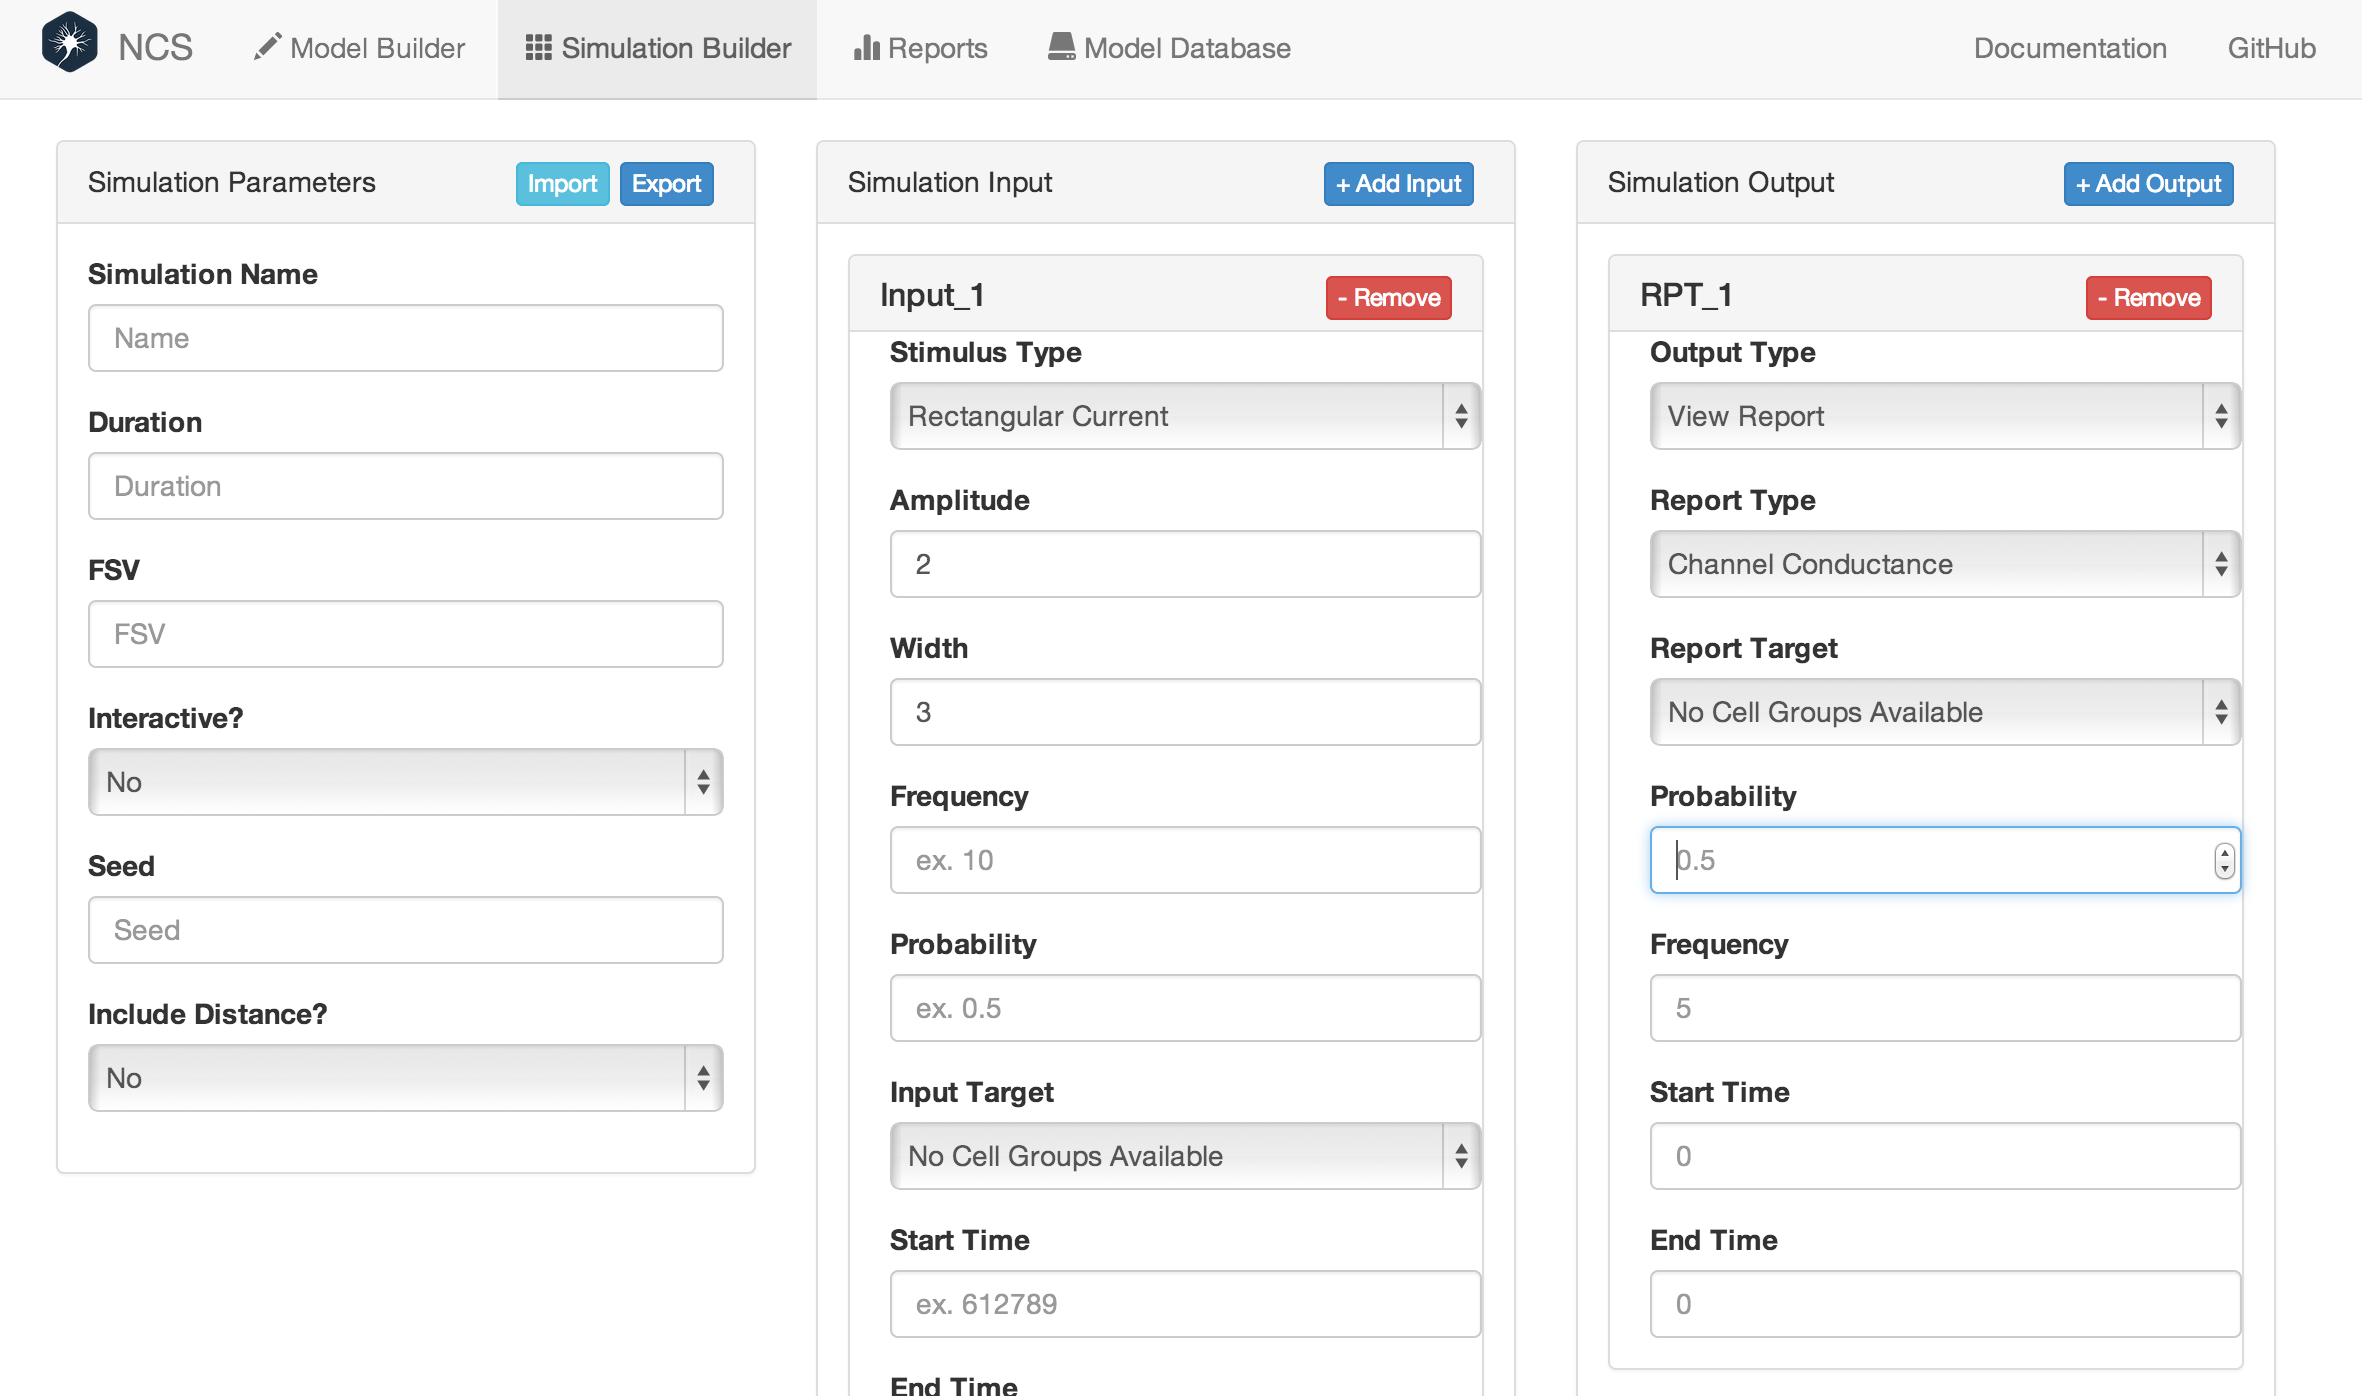 NCS
Model Builder
Simulation Builder
Reports
Model Database
Documentation
GitHub
Simulation Parameters
Import
Export
Simulation Name
Name
Duration
Duration
FSV
FSV
Interactive?
No
Seed
Seed
Include Distance?
No
Simulation Input
+ Add Input
Input_1
- Remove
Stimulus Type
Rectangular Current
Amplitude
2
Width
3
Frequency
ex. 10
Probability
ex. 0.5
Input Target
No Cell Groups Available
Start Time
ex. 612789
End Time
Simulation Output
+ Add Output
RPT_1
- Remove
Output Type
View Report
Report Type
Channel Conductance
Report Target
No Cell Groups Available
Probability
0.5
Frequency
5
Start Time
0
End Time
0